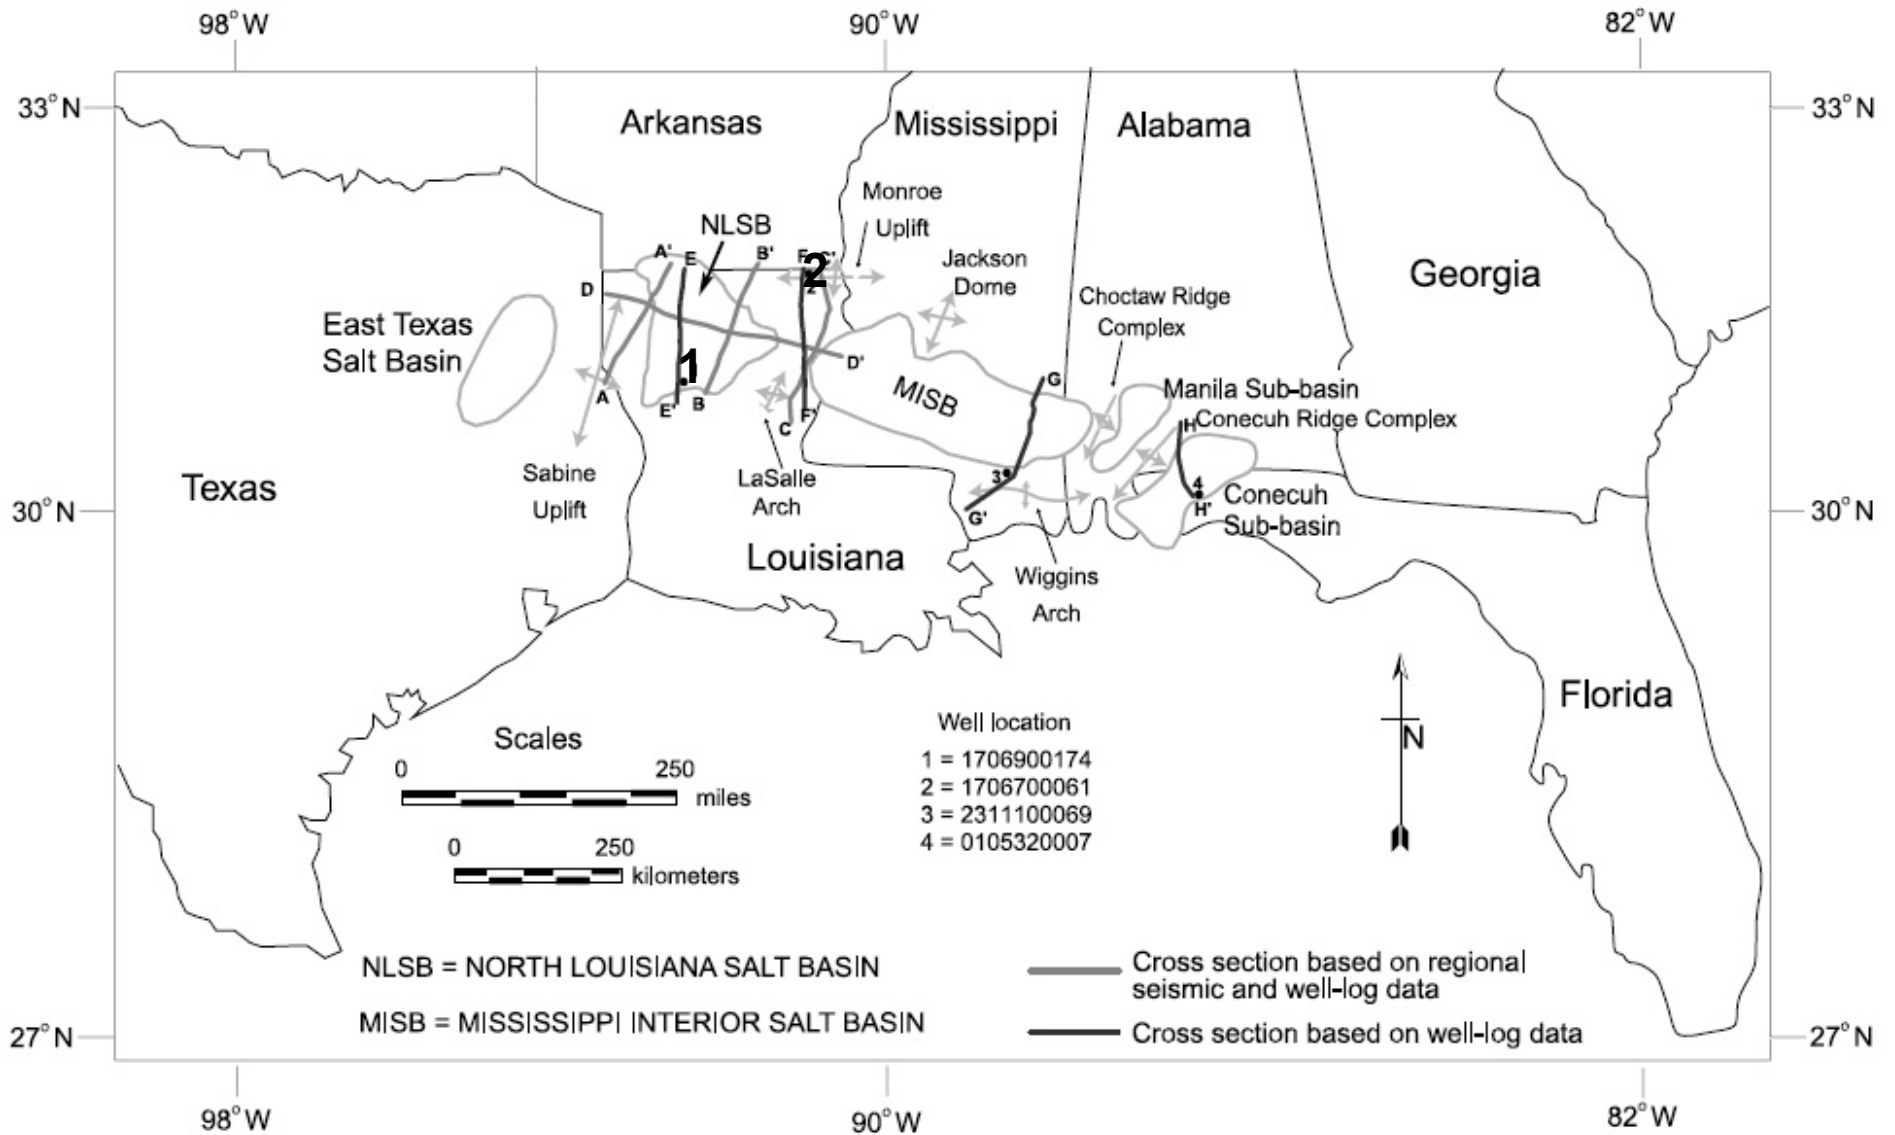 98°W 90°W 82°W
33°N 33°N
Arkansas Mississippi Alabama
Monroe
Uplift
NLSB
A' E B' F C'
2
2
Jackson
Dome
Georgia
D
Choctaw Ridge
Complex
East Texas
Salt Basin
1
D'
A
E' B
C F'
MISB
G
Manila Sub-basin
Conecuh Ridge Complex
H
Sabine
Uplift
LaSalle
Arch
Texas
3
G'
4
H'
Conecuh
Sub-basin
30°N 30°N
Louisiana
Wiggins
Arch
Florida
N
Scales
0 250
miles
0 250
kilometers
Well location
1 = 1706900174
2 = 1706700061
3 = 2311100069
4 = 0105320007
NLSB = NORTH LOUISIANA SALT BASIN
MISB = MISSISSIPPI INTERIOR SALT BASIN
Cross section based on regional
seismic and well-log data
Cross section based on well-log data
27°N 27°N
98°W 90°W 82°W